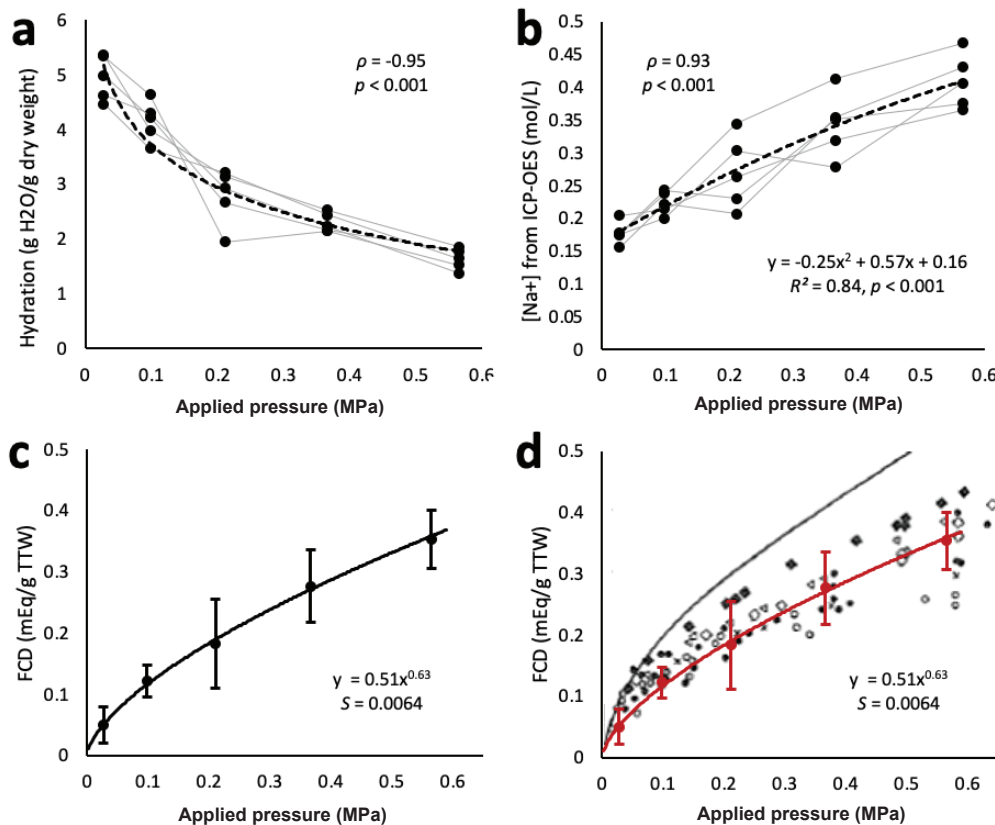 a
6
5
4
3
2
1
0
Hydration (g H2O/g dry weight)
ρ = -0.95
p < 0.001
0 0.1 0.2 0.3 0.4 0.5 0.6
Applied pressure (MPa)
b
0.5
0.45
0.4
0.35
0.3
0.25
0.2
0.15
0.1
0.05
0
[Na+] from ICP-OES (mol/L)
ρ = 0.93
p < 0.001
y = -0.25x² + 0.57x + 0.16
R² = 0.84, p < 0.001
0 0.1 0.2 0.3 0.4 0.5 0.6
Applied pressure (MPa)
c
0.5
0.4
0.3
0.2
0.1
0
FCD (mEq/g TTW)
y = 0.51x^0.63
S = 0.0064
0 0.1 0.2 0.3 0.4 0.5 0.6
Applied pressure (MPa)
d
0.5
0.4
0.3
0.2
0.1
0
FCD (mEq/g TTW)
y = 0.51x^0.63
S = 0.0064
0 0.1 0.2 0.3 0.4 0.5 0.6
Applied pressure (MPa)